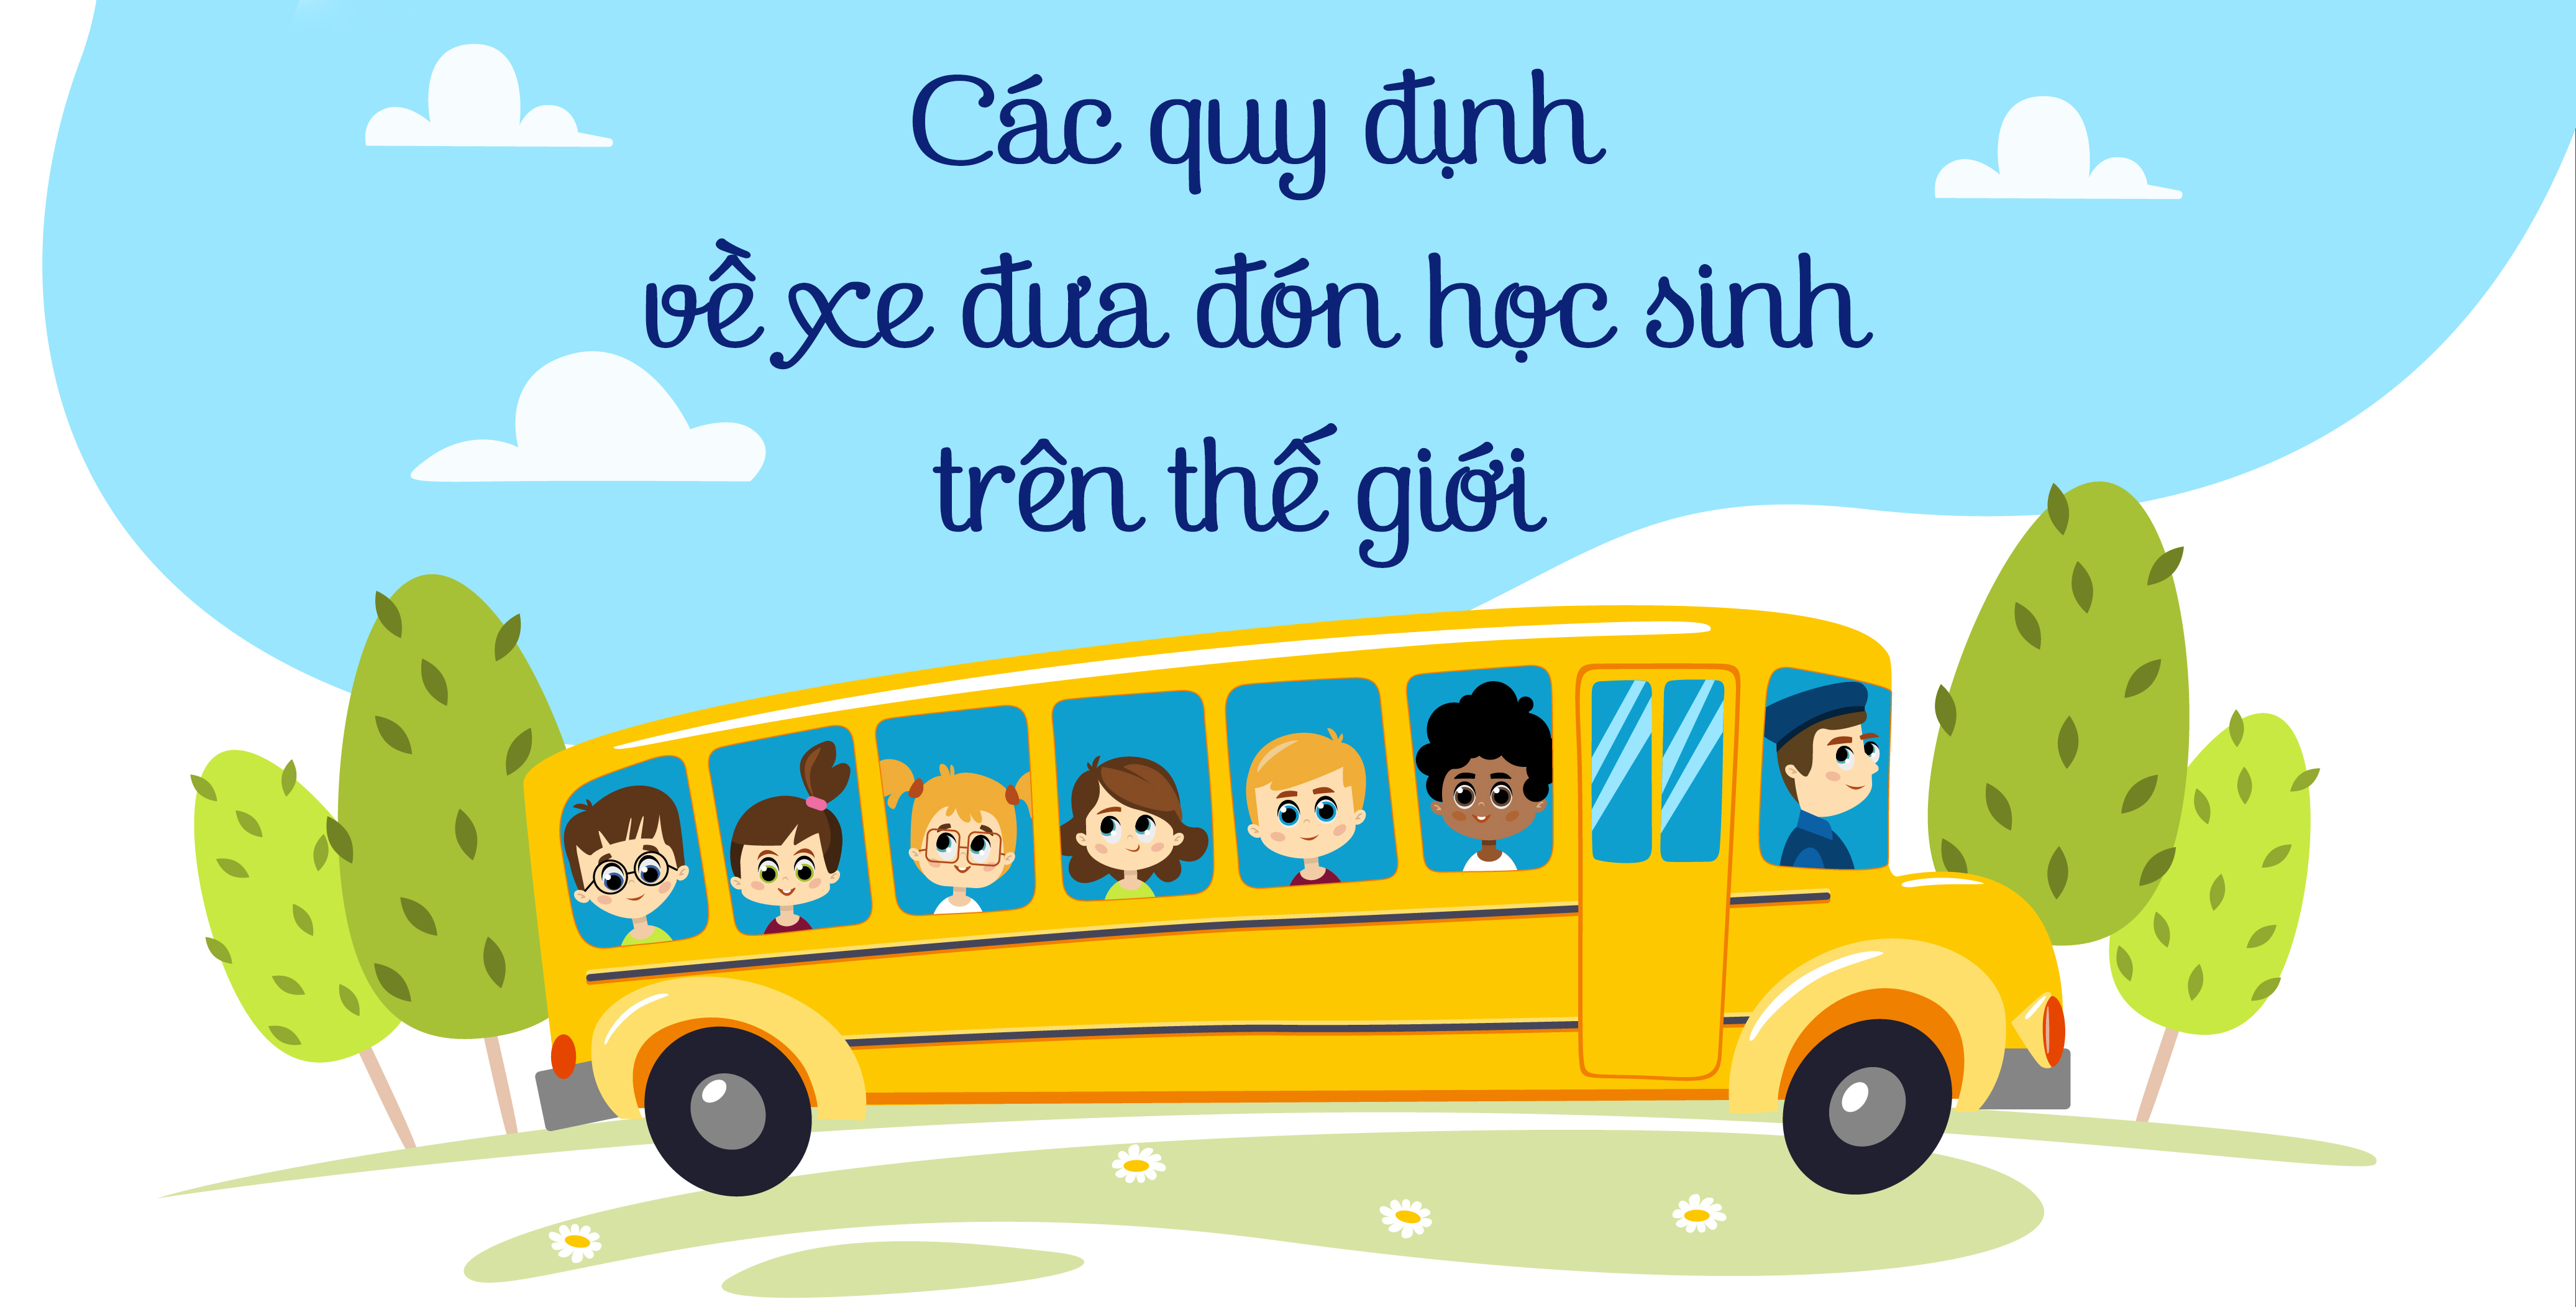 Các quy định
về xe đưa đón học sinh
trên thế giới